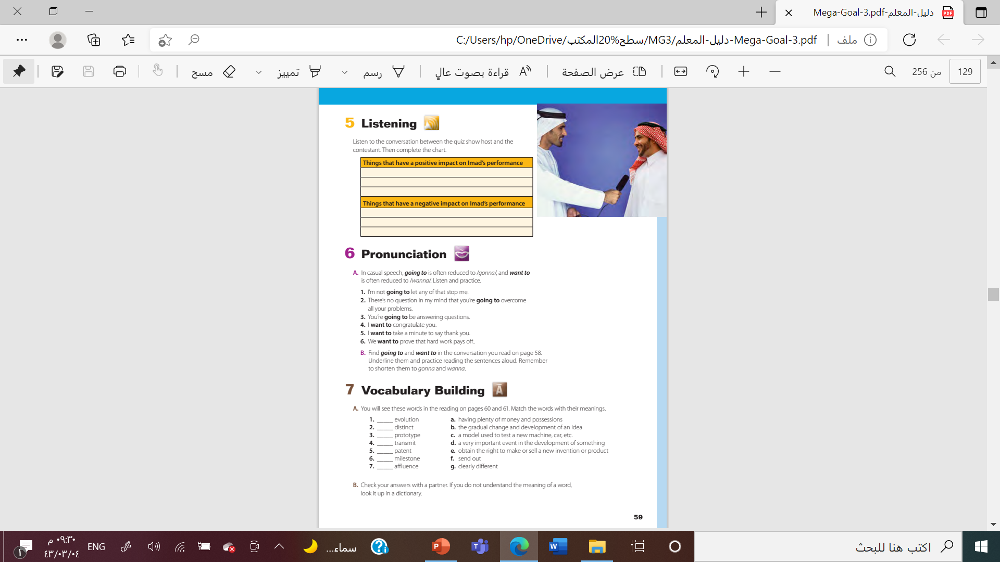 دليل-المعلم-Mega-Goal-3.pdf
ملف
C:/Users/hp/OneDrive/سطح%20المكتب/MG3/دليل-المعلم-Mega-Goal-3.pdf
129
من 256
عرض الصفحة
قراءة بصوت عالٍ
رسم
تمييز
مسح
5 Listening
Listen to the conversation between the quiz show host and the
contestant. Then complete the chart.
Things that have a positive impact on Imad's performance
Things that have a negative impact on Imad's performance
6 Pronunciation
A. In casual speech, going to is often reduced to /gonna/, and want to
is often reduced to /wanna/. Listen and practice.
1. I'm not going to let any of that stop me.
2. There's no question in my mind that you're going to overcome
all your problems.
3. You're going to be answering questions.
4. I want to congratulate you.
5. I want to take a minute to say thank you.
6. We want to prove that hard work pays off..
B. Find going to and want to in the conversation you read on page 58.
Underline them and practice reading the sentences aloud. Remember
to shorten them to gonna and wanna.
7 Vocabulary Building
A. You will see these words in the reading on pages 60 and 61. Match the words with their meanings.
1. _____ evolution a. having plenty of money and possessions
2. _____ distinct b. the gradual change and development of an idea
3. _____ prototype c. a model used to test a new machine, car, etc.
4. _____ transmit d. a very important event in the development of something
5. _____ patent e. obtain the right to make or sell a new invention or product
6. _____ milestone f. send out
7. _____ affluence g. clearly different
B. Check your answers with a partner. If you do not understand the meaning of a word,
look it up in a dictionary.
59
اكتب هنا للبحث
سماء...
ENG
٠٩:٣٠ م
٤٣/٠٣/٠٤
١